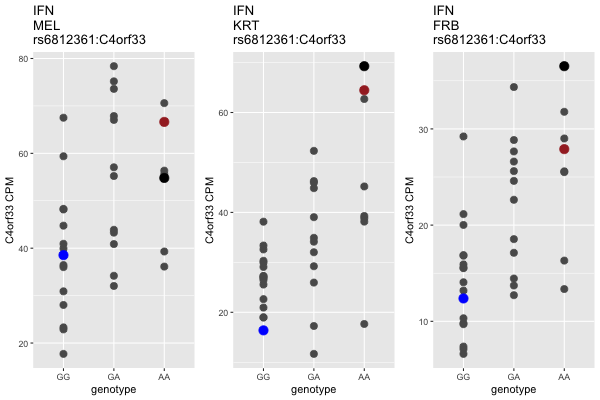 IFN
MEL
rs6812361:C4orf33
80
60
40
20
C4orf33 CPM
GG GA AA
genotype
IFN
KRT
rs6812361:C4orf33
60
40
20
C4orf33 CPM
GG GA AA
genotype
IFN
FRB
rs6812361:C4orf33
30
20
10
C4orf33 CPM
GG GA AA
genotype